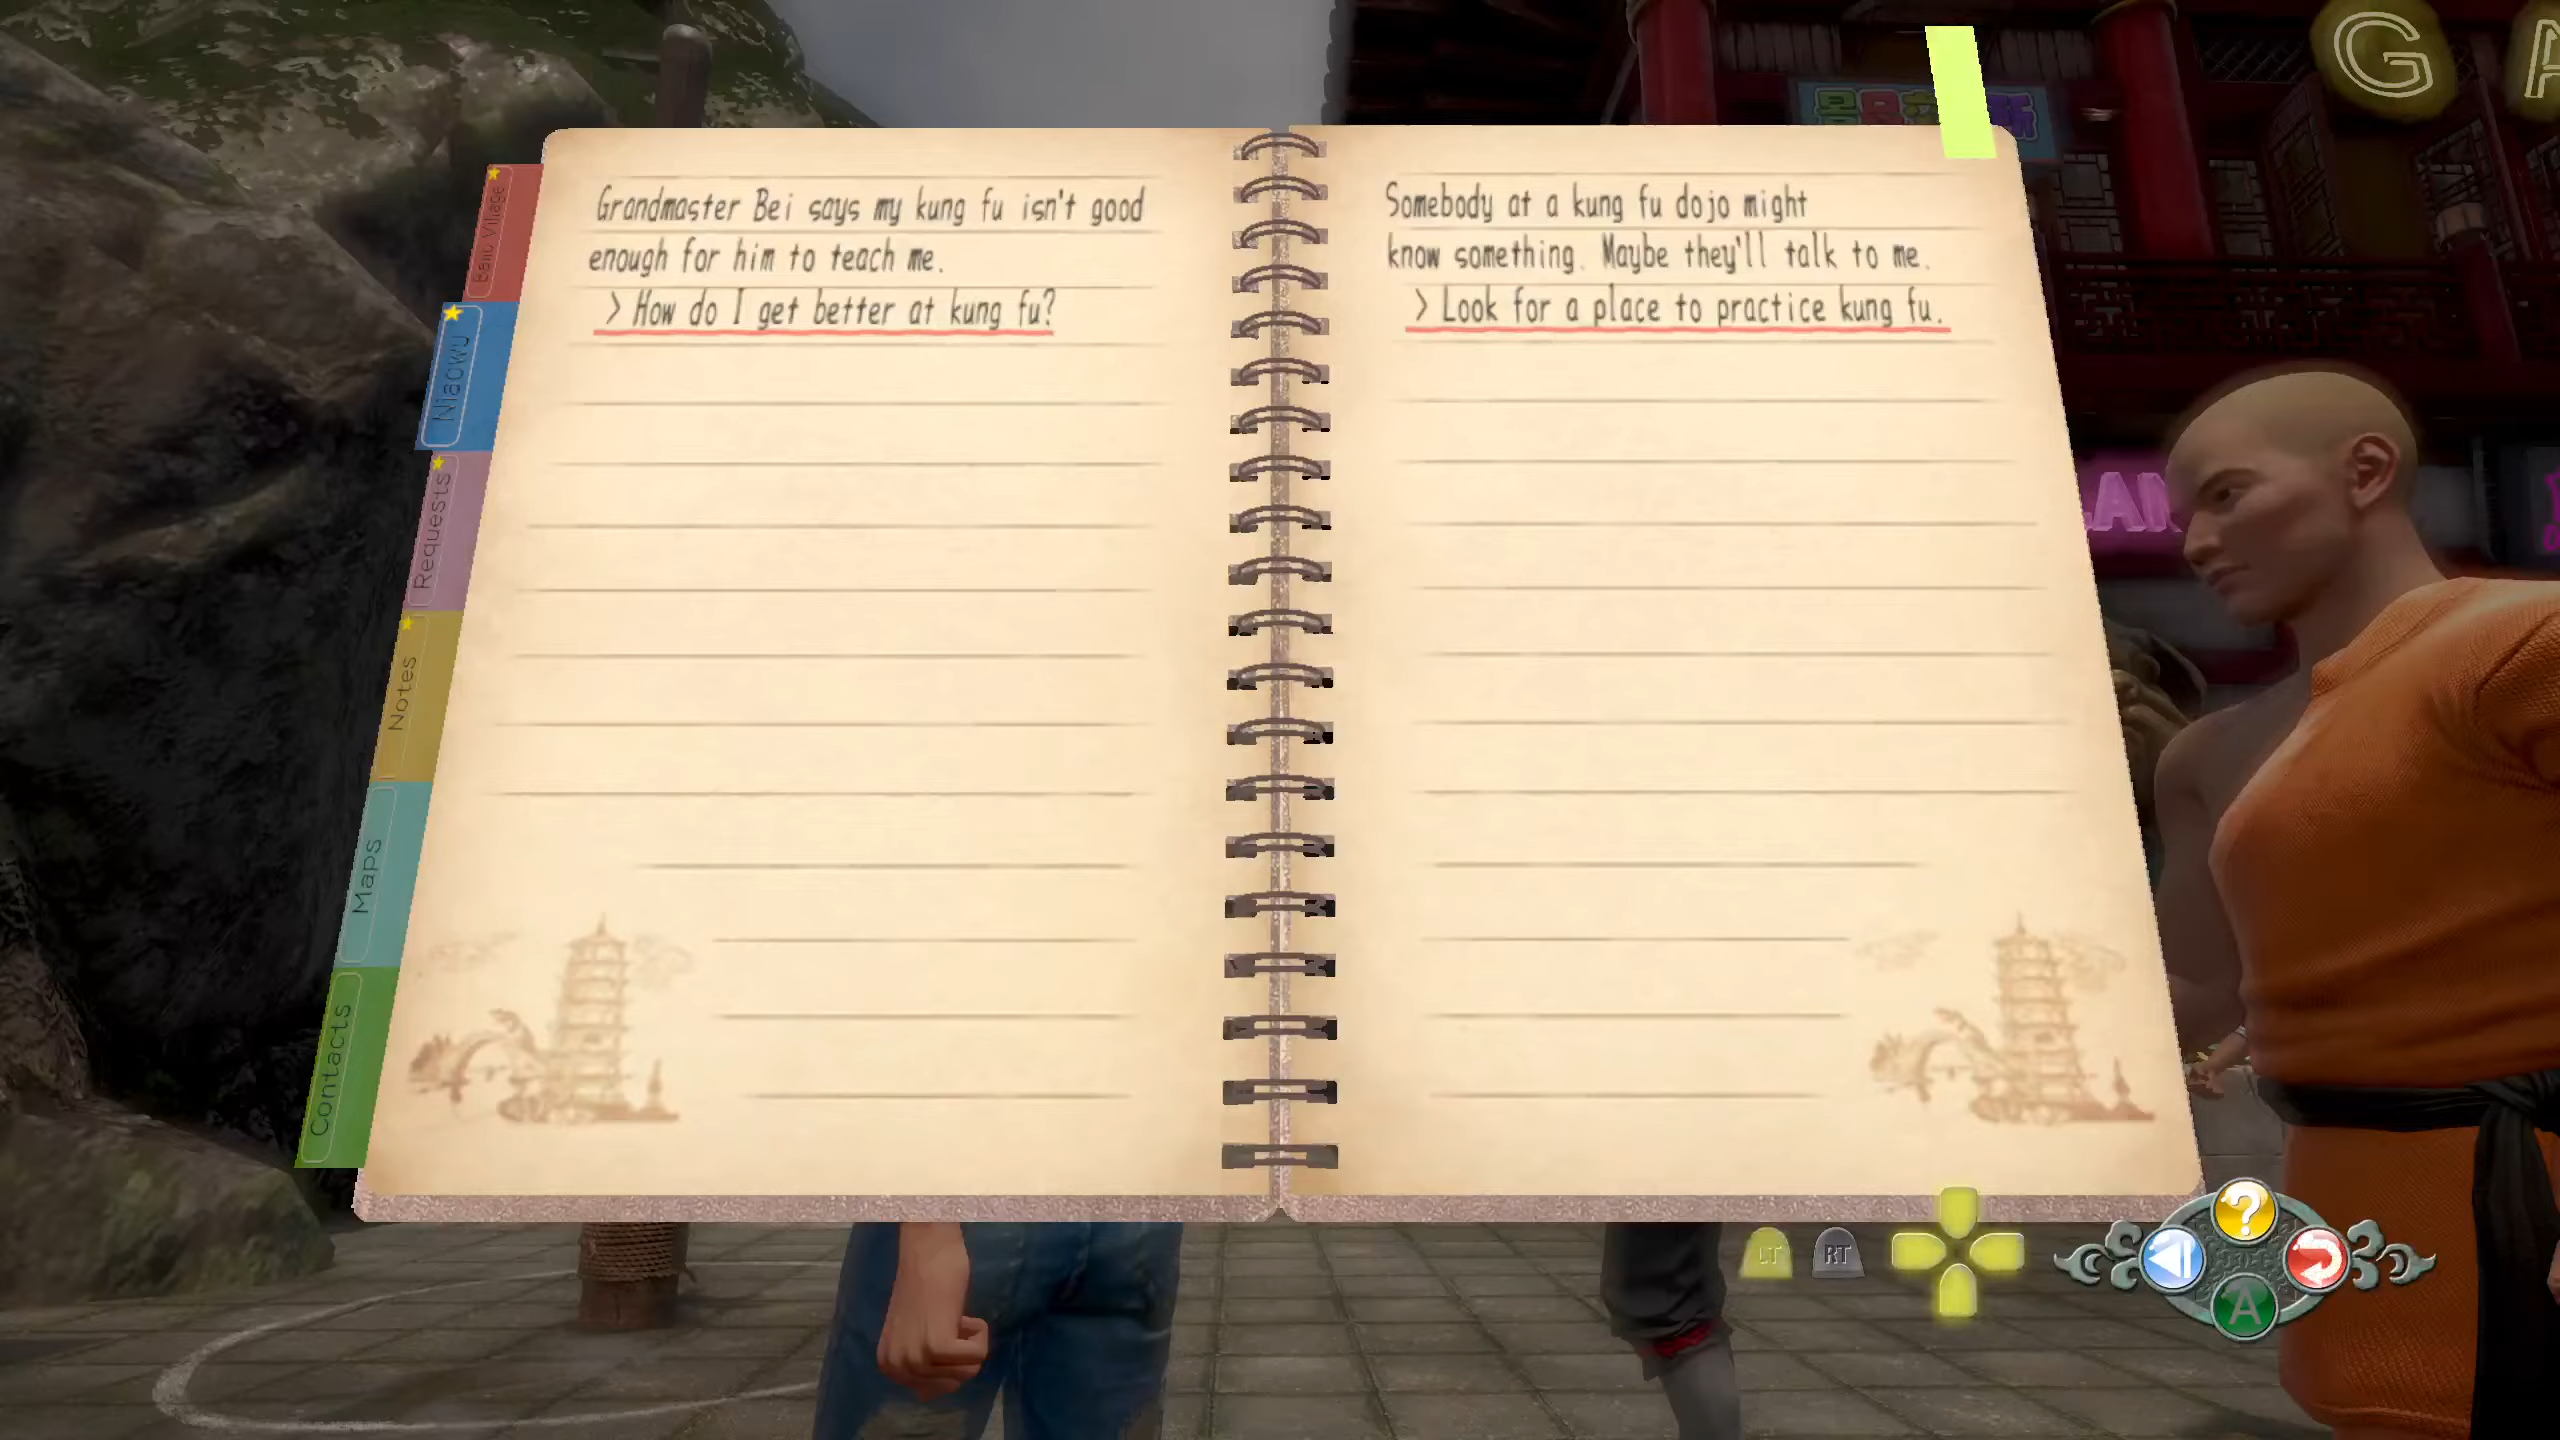 Grandmaster Bei says my kung fu isn't good
enough for him to teach me.
> How do I get better at kung fu?
Somebody at a kung fu dojo might
know something. Maybe they'll talk to me.
> Look for a place to practice kung fu.
Bailu Village
Niaowu
Requests
Notes
Maps
Contacts
G
LT
RT
?
A